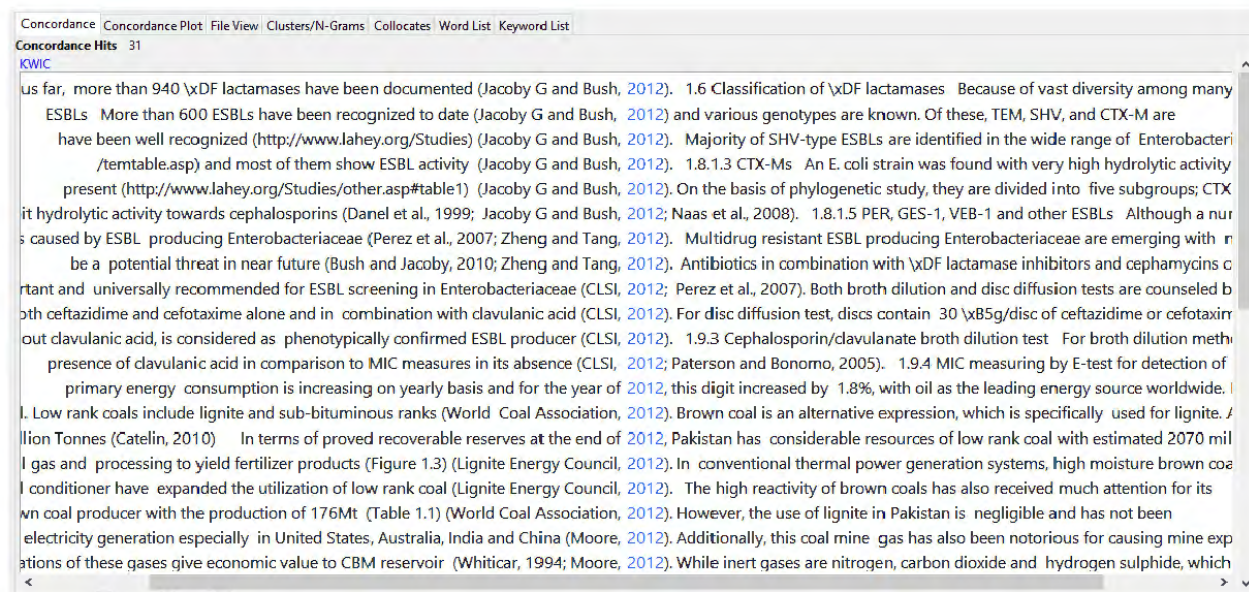 Concordance Concordance Plot File View Clusters/N-Grams Collocates Word List Keyword List
Concordance Hits 31
KWIC
us far, more than 940 \xDF lactamases have been documented (Jacoby G and Bush, 2012). 1.6 Classification of \xDF lactamases Because of vast diversity among many
ESBLs More than 600 ESBLs have been recognized to date (Jacoby G and Bush, 2012) and various genotypes are known. Of these, TEM, SHV, and CTX-M are
have been well recognized (http://www.lahey.org/Studies) (Jacoby G and Bush, 2012). Majority of SHV-type ESBLs are identified in the wide range of Enterobacteri
/temtable.asp) and most of them show ESBL activity (Jacoby G and Bush, 2012). 1.8.1.3 CTX-Ms An E. coli strain was found with very high hydrolytic activity
present (http://www.lahey.org/Studies/other.asp#table1) (Jacoby G and Bush, 2012). On the basis of phylogenetic study, they are divided into five subgroups; CTX
it hydrolytic activity towards cephalosporins (Danel et al., 1999; Jacoby G and Bush, 2012; Naas et al., 2008). 1.8.1.5 PER, GES-1, VEB-1 and other ESBLs Although a nu
s caused by ESBL producing Enterobacteriaceae (Perez et al., 2007; Zheng and Tang, 2012). Multidrug resistant ESBL producing Enterobacteriaceae are emerging with
be a potential threat in near future (Bush and Jacoby, 2010; Zheng and Tang, 2012). Antibiotics in combination with \xDF lactamase inhibitors and cephamycins
rtant and universally recommended for ESBL screening in Enterobacteriaceae (CLSI, 2012; Perez et al., 2007). Both broth dilution and disc diffusion tests are counseled b
oth ceftazidime and cefotaxime alone and in combination with clavulanic acid (CLSI, 2012). For disc diffusion test, discs contain 30 \xB5g/disc of ceftazidime or cefotaxim
out clavulanic acid, is considered as phenotypically confirmed ESBL producer (CLSI, 2012). 1.9.3 Cephalosporin/clavulanate broth dilution test For broth dilution meth
presence of clavulanic acid in comparison to MIC measures in its absence (CLSI, 2012; Paterson and Bonomo, 2005). 1.9.4 MIC measuring by E-test for detection of
primary energy consumption is increasing on yearly basis and for the year of 2012, this digit increased by 1.8%, with oil as the leading energy source worldwide.
l. Low rank coals include lignite and sub-bituminous ranks (World Coal Association, 2012). Brown coal is an alternative expression, which is specifically used for lignite.
llion Tonnes (Catelin, 2010) In terms of proved recoverable reserves at the end of 2012, Pakistan has considerable resources of low rank coal with estimated 2070 mil
l gas and processing to yield fertilizer products (Figure 1.3) (Lignite Energy Council, 2012). In conventional thermal power generation systems, high moisture brown coa
l conditioner have expanded the utilization of low rank coal (Lignite Energy Council, 2012). The high reactivity of brown coals has also received much attention for its
wn coal producer with the production of 176Mt (Table 1.1) (World Coal Association, 2012). However, the use of lignite in Pakistan is negligible and has not been
electricity generation especially in United States, Australia, India and China (Moore, 2012). Additionally, this coal mine gas has also been notorious for causing mine exp
ations of these gases give economic value to CBM reservoir (Whiticar, 1994; Moore, 2012). While inert gases are nitrogen, carbon dioxide and hydrogen sulphide, which